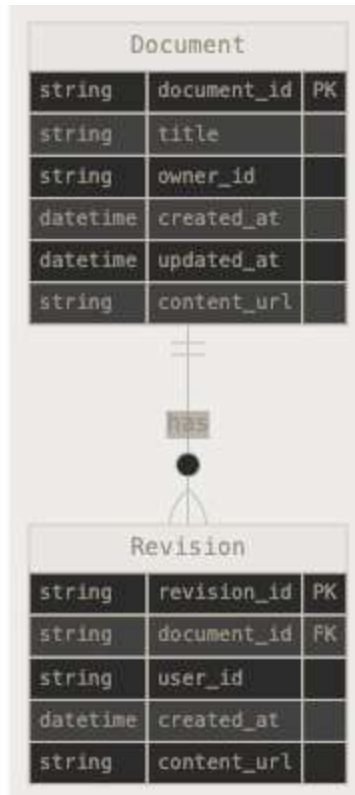 Document
string document_id PK
string title
string owner_id
datetime created_at
datetime updated_at
string content_url
has
Revision
string revision_id PK
string document_id FK
string user_id
datetime created_at
string content_url